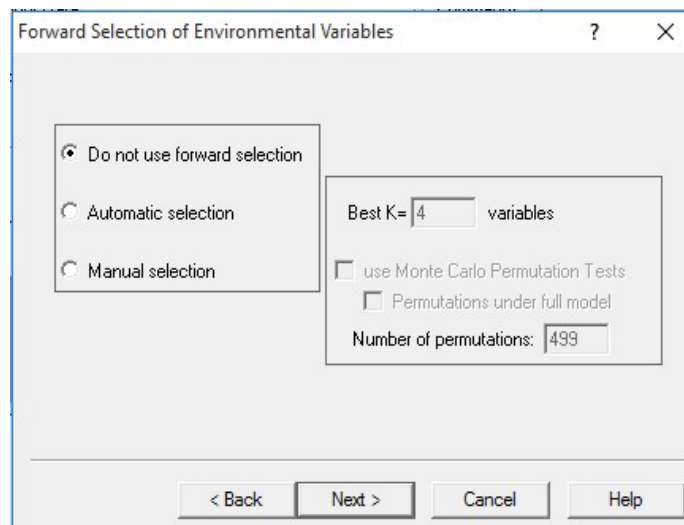 Forward Selection of Environmental Variables ? X
Do not use forward selection
Automatic selection
Manual selection
Best K= 4 variables
use Monte Carlo Permutation Tests
Permutations under full model
Number of permutations: 499
< Back Next > Cancel Help